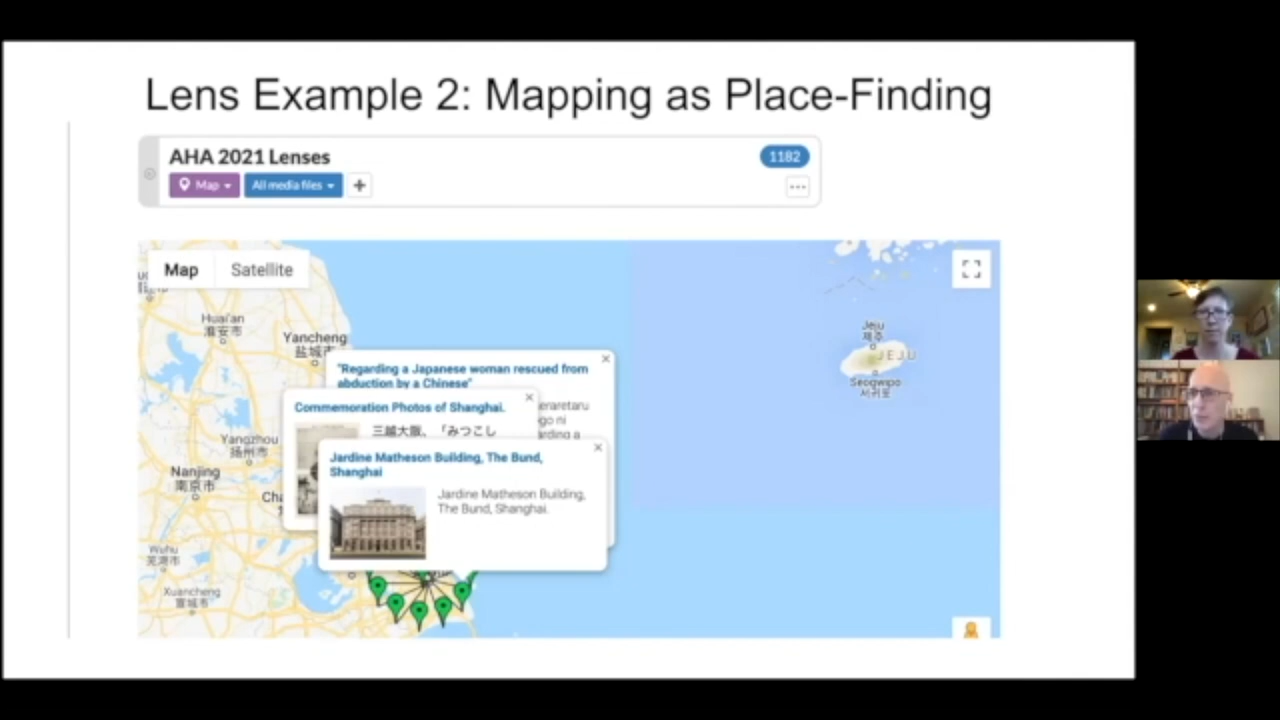 Lens Example 2: Mapping as Place-Finding
AHA 2021 Lenses
1182
Map
All media files
+
Map
Satellite
Huai'an
淮安市
Yancheng
盐城市
"Regarding a Japanese woman rescued from
abduction by a Chinese"
Commemoration Photos of Shanghai.
三越大阪、「みつこし
Jardine Matheson Building, The Bund,
Shanghai
Jardine Matheson Building,
The Bund, Shanghai.
Yangzhou
扬州市
Nanjing
南京市
Wuhu
芜湖市
Xuancheng
宣城市
Jeju
제주
JEJU
Seogwipo
서귀포